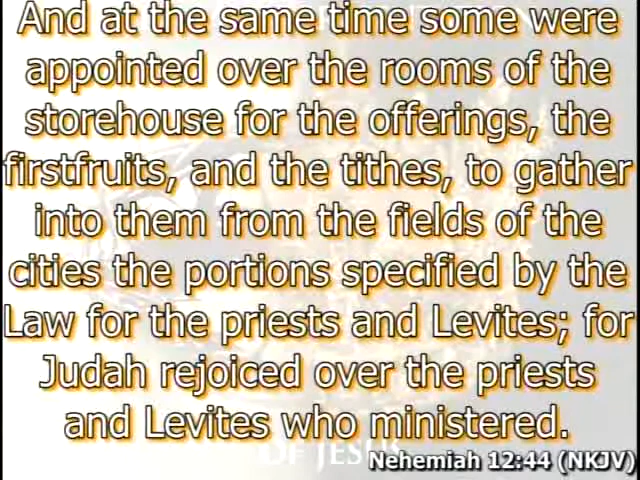 And at the same time some were
appointed over the rooms of the
storehouse for the offerings, the
firstfruits, and the tithes, to gather
into them from the fields of the
cities the portions specified by the
Law for the priests and Levites; for
Judah rejoiced over the priests
and Levites who ministered.
OF JESUS
Nehemiah 12:44 (NKJV)